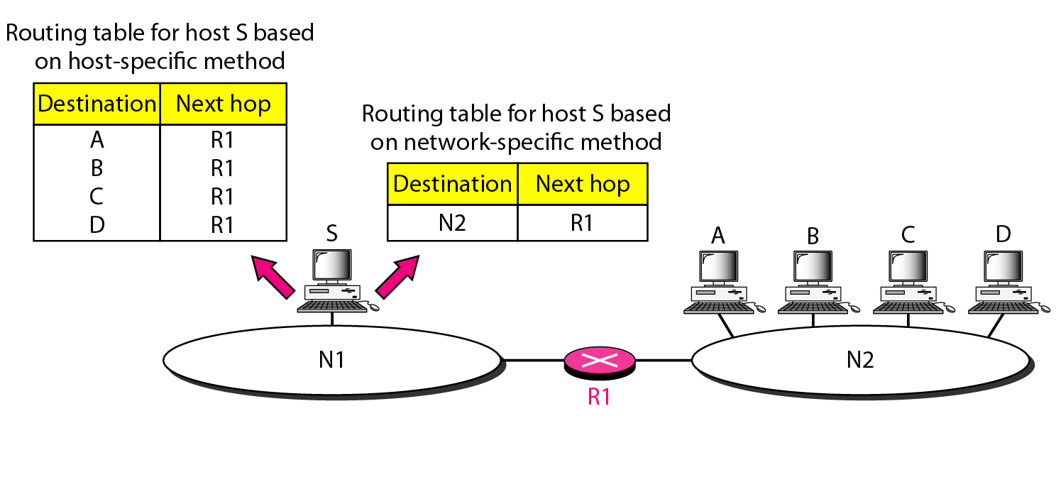 Routing table for host S based
on host-specific method
Destination Next hop
A R1
B R1
C R1
D R1
Routing table for host S based
on network-specific method
Destination Next hop
N2 R1
S
A B C D
N1
N2
R1